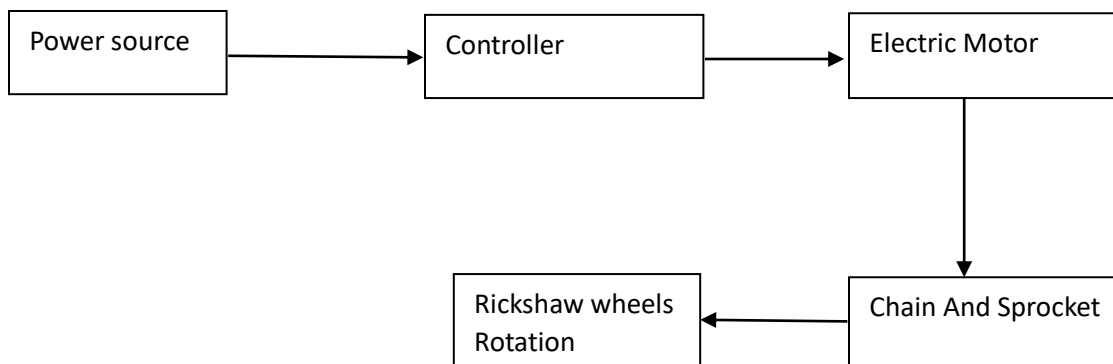 Power source
Controller
Electric Motor
Chain And Sprocket
Rickshaw wheels
Rotation